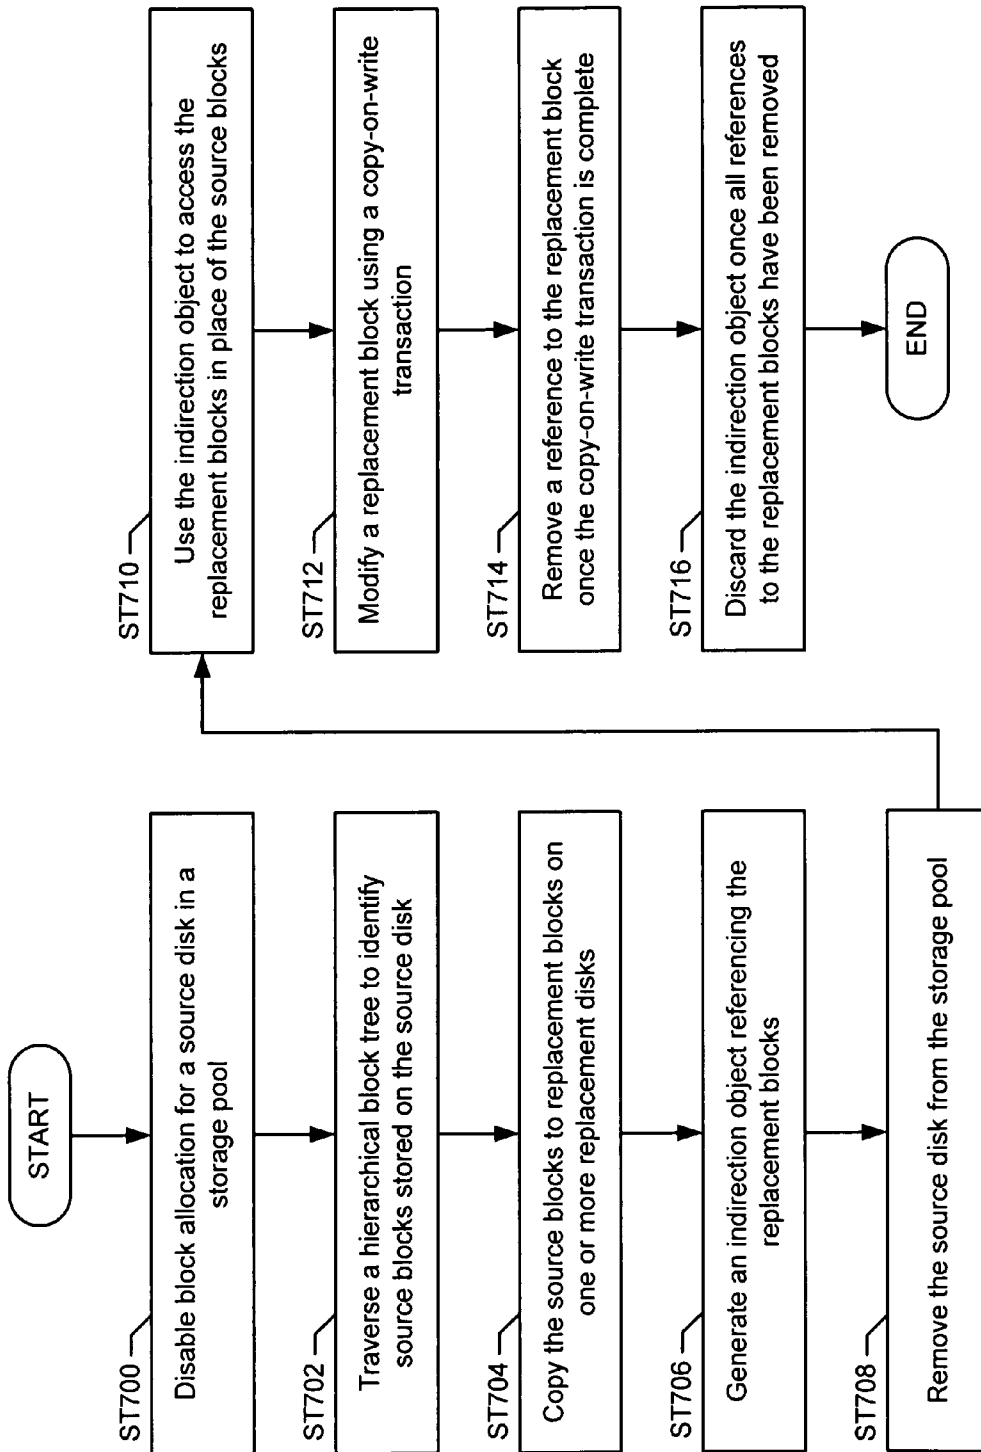 START
ST700
Disable block allocation for a source disk in a
storage pool
ST702
Traverse a hierarchical block tree to identify
source blocks stored on the source disk
ST704
Copy the source blocks to replacement blocks on
one or more replacement disks
ST706
Generate an indirection object referencing the
replacement blocks
ST708
Remove the source disk from the storage pool
ST710
Use the indirection object to access the
replacement blocks in place of the source blocks
ST712
Modify a replacement block using a copy-on-write
transaction
ST714
Remove a reference to the replacement block
once the copy-on-write transaction is complete
ST716
Discard the indirection object once all references
to the replacement blocks have been removed
END